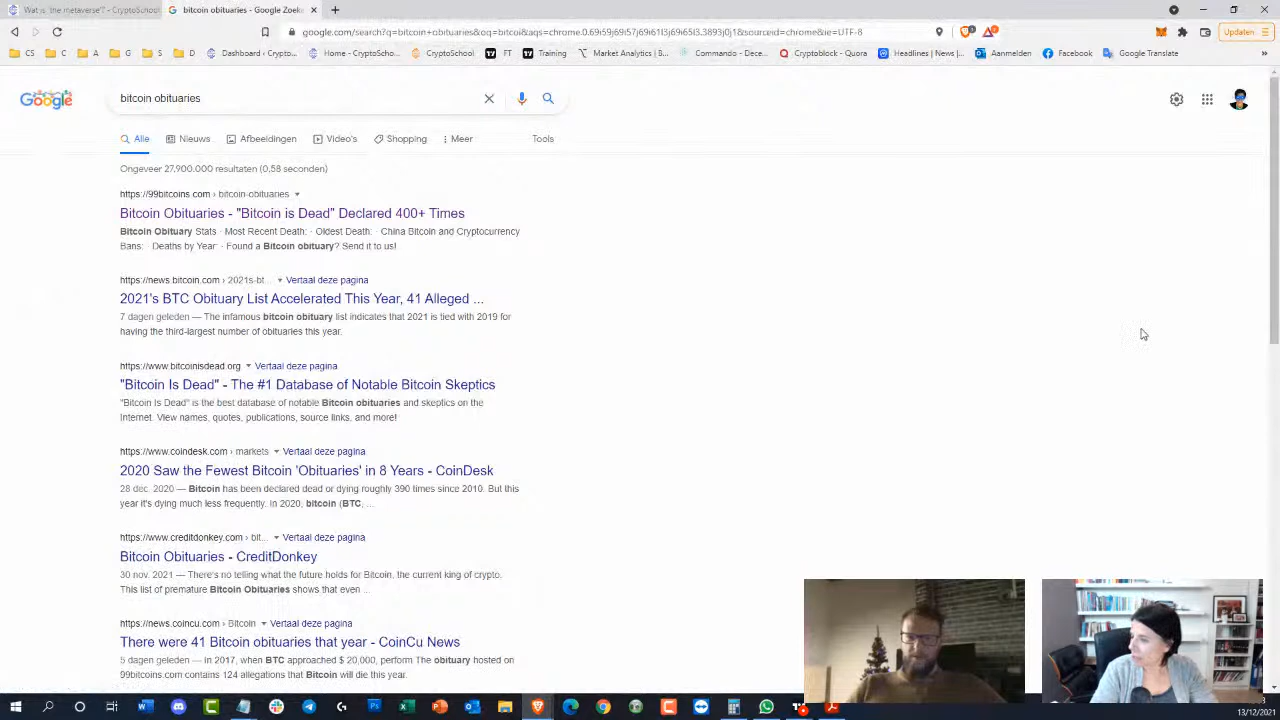 Wat is 'the metaverse'? - CryptoSchool
bitcoin obituaries - Google Zoeke
google.com/search?q=bitcoin+obituaries&oq=bitcoi&aqs=chrome.0.69i59j69i57j69i61l3j69i65l3.3893j0j1&sourceid=chrome&ie=UTF-8
Updaten
CS
A
G
S
D
Dashboard ‹ Crypto...
Home - CryptoScho...
CryptoSchool
FT
TV
Commando - Dece...
Cryptoblock - Quora
Headlines | News |...
Aanmelden
Facebook
Google Translate
Google
bitcoin obituaries
Alle
Nieuws
Afbeeldingen
Video's
Shopping
Meer
Tools
Ongeveer 27.900.000 resultaten (0,58 seconden)
https://99bitcoins.com › bitcoin-obituaries
Bitcoin Obituaries - "Bitcoin is Dead" Declared 400+ Times
Bitcoin Obituary Stats · Most Recent Death: · Oldest Death: · China Bitcoin and Cryptocurrency
Bans: · Deaths by Year · Found a Bitcoin obituary? Send it to us!
https://news.bitcoin.com › 2021s-bt... Vertaal deze pagina
2021's BTC Obituary List Accelerated This Year, 41 Alleged ...
7 dagen geleden — The infamous bitcoin obituary list indicates that 2021 is tied with 2019 for
having the third-largest number of obituaries this year.
https://www.bitcoinisdead.org Vertaal deze pagina
"Bitcoin Is Dead" - The #1 Database of Notable Bitcoin Skeptics
"Bitcoin Is Dead" is the best database of notable Bitcoin obituaries and skeptics on the
Internet. View names, quotes, publications, source links, and more!
https://www.coindesk.com › markets Vertaal deze pagina
2020 Saw the Fewest Bitcoin 'Obituaries' in 8 Years - CoinDesk
28 dec. 2020 — Bitcoin has been declared dead or dying roughly 390 times since 2010. But this
year it's dying much less frequently. In 2020, bitcoin (BTC, ...
https://www.creditdonkey.com › bit... Vertaal deze pagina
Bitcoin Obituaries - CreditDonkey
30 nov. 2021 — There's no telling what the future holds for Bitcoin, the current king of crypto.
This list of premature Bitcoin Obituaries shows that even ...
https://news.coincu.com › Bitcoin Vertaal deze pagina
There were 41 Bitcoin obituaries that year - CoinCu News
5 dagen geleden — In 2017, when BTC approached $ 20,000, perform The obituary hosted on
99bitcoins.com contains 124 allegations that Bitcoin will die this year.
13/12/2021